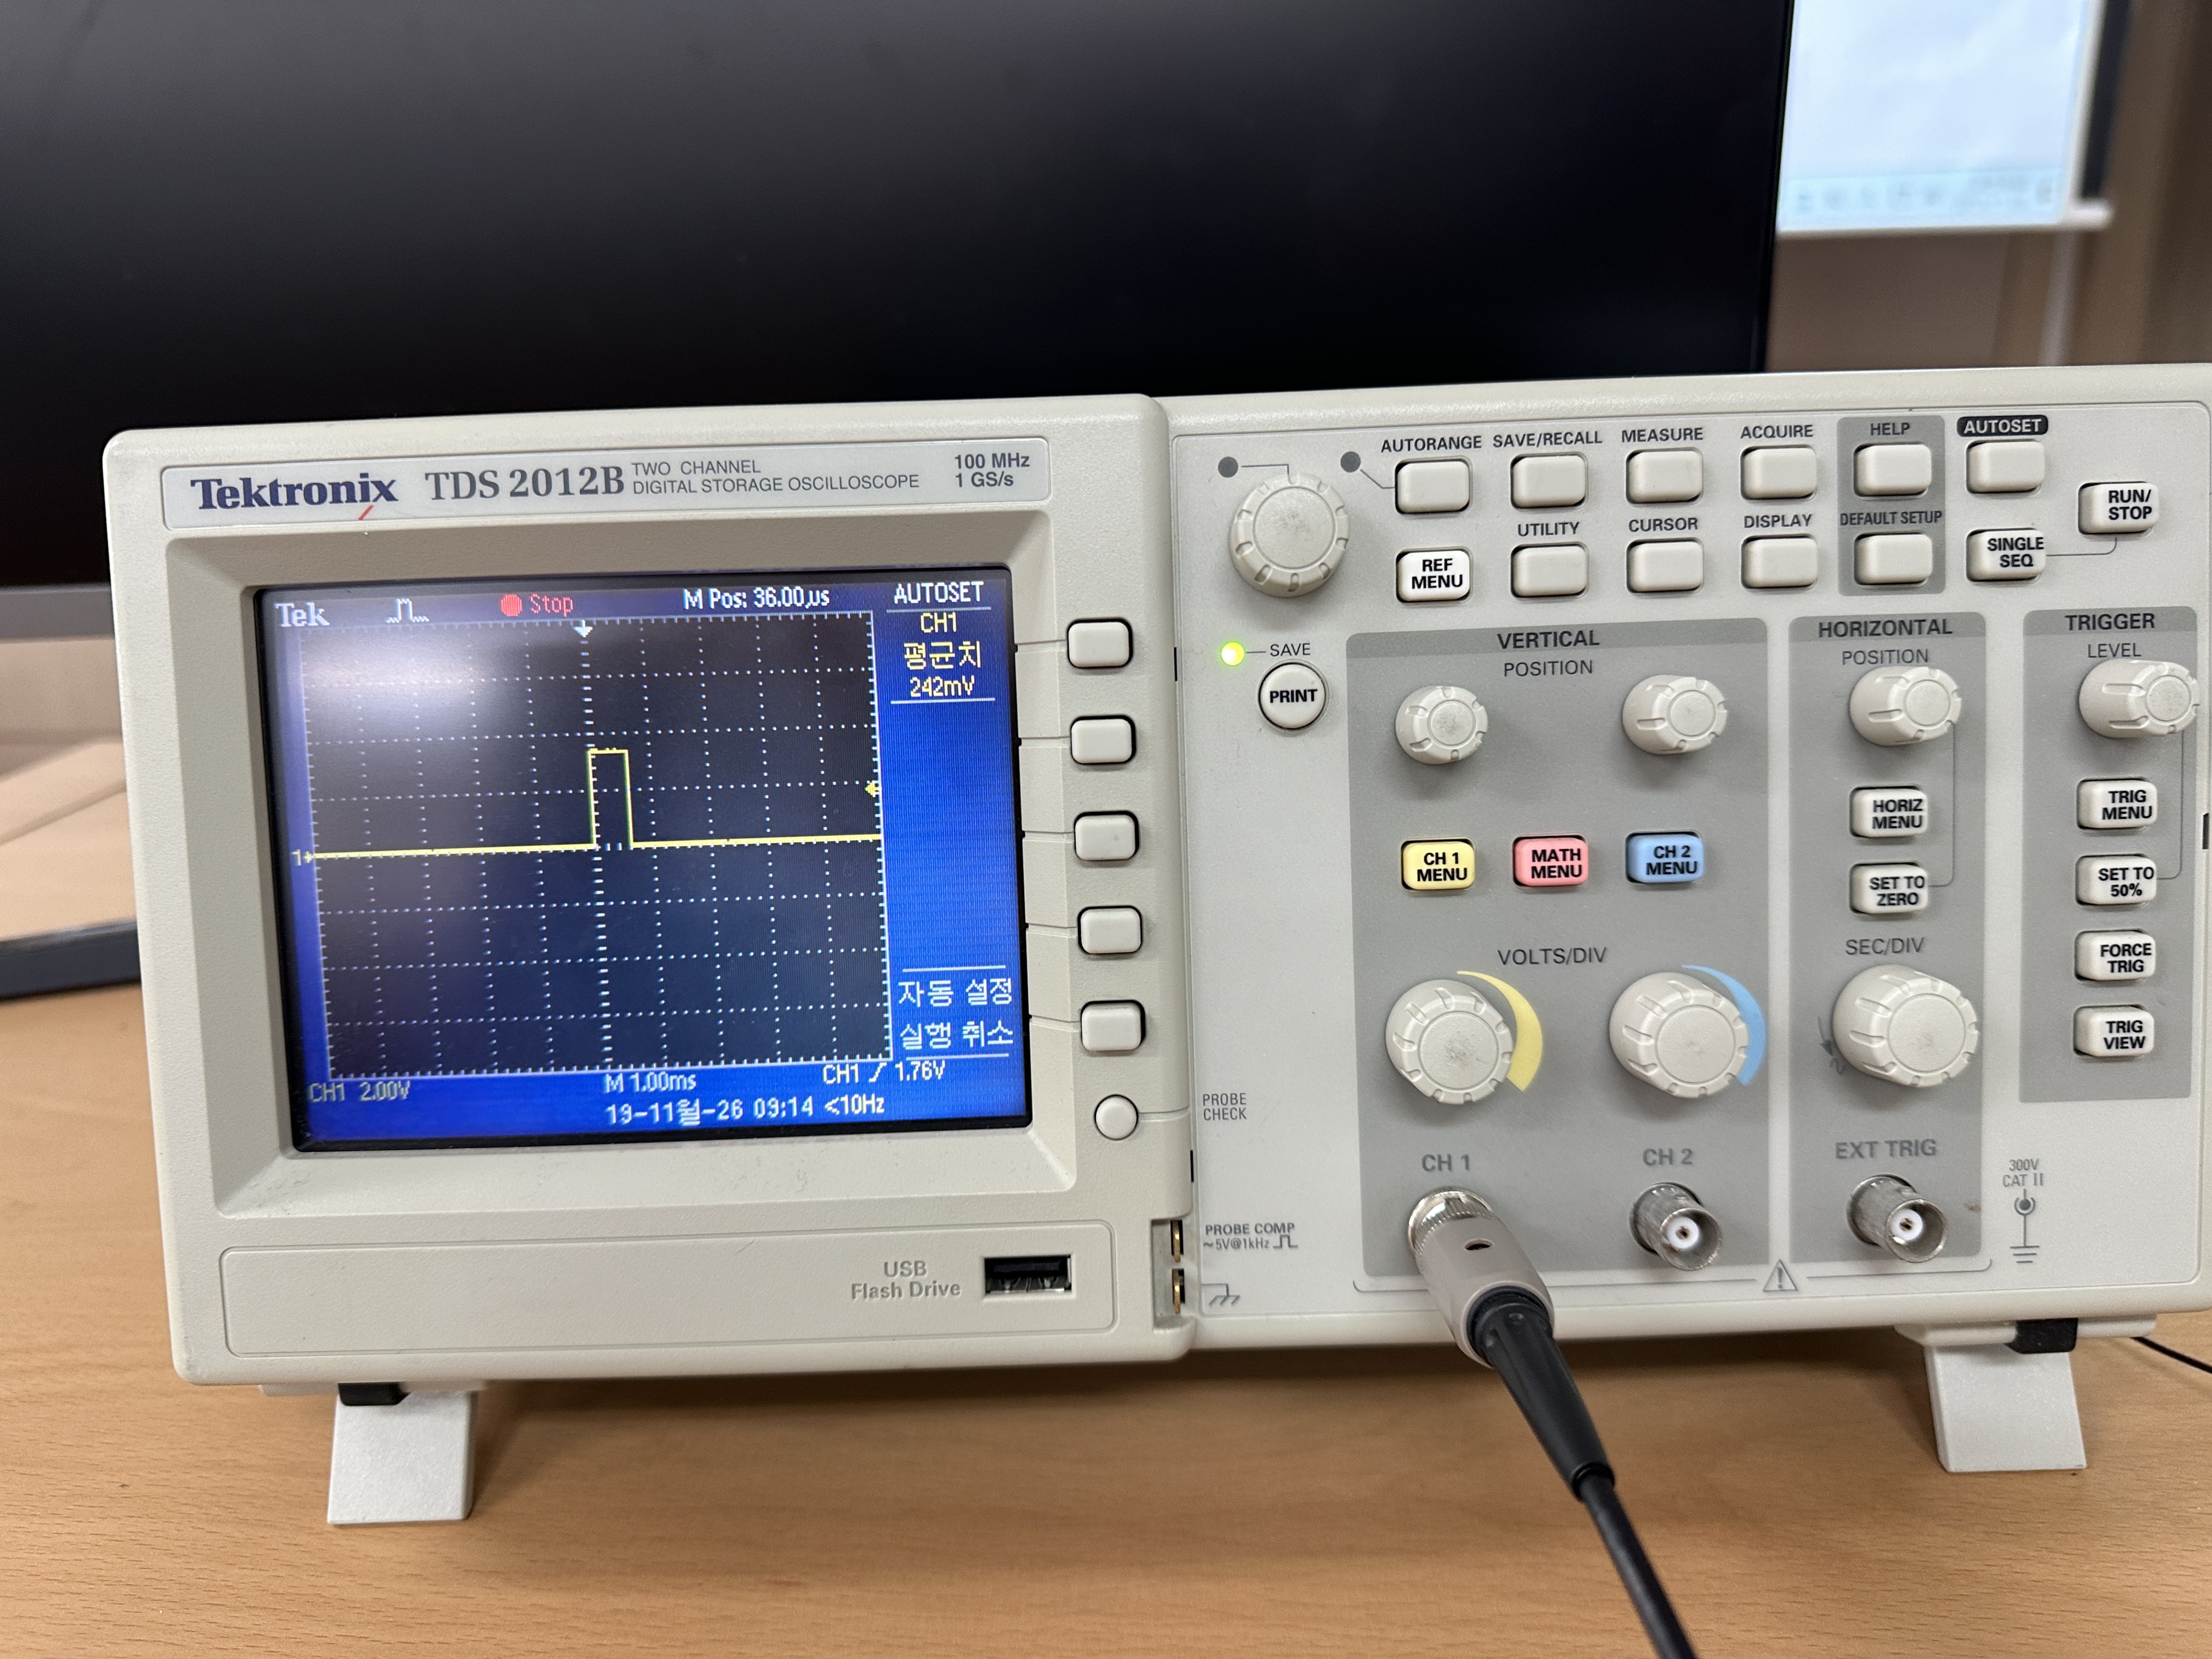 Tektronix TDS 2012B TWO CHANNEL DIGITAL STORAGE OSCILLOSCOPE 100 MHz 1 GS/s
Tek Stop M Pos: 36.00µs AUTOSET
CH1
평균치
242mV
1
자동 설정
실행 취소
CH1 2.00V M 1.00ms CH1 1.76V
19-11월-26 09:14 <10Hz
USB
Flash Drive
AUTORANGE SAVE/RECALL MEASURE ACQUIRE HELP AUTOSET
RUN/
STOP
UTILITY CURSOR DISPLAY DEFAULT SETUP
REF
MENU
SINGLE
SEQ
SAVE
PRINT
VERTICAL
POSITION
HORIZONTAL
POSITION
TRIGGER
LEVEL
HORIZ
MENU
TRIG
MENU
CH 1
MENU
MATH
MENU
CH 2
MENU
SET TO
ZERO
SET TO
50%
VOLTS/DIV
SEC/DIV
FORCE
TRIG
TRIG
VIEW
PROBE
CHECK
CH 1
CH 2
EXT TRIG
300V
CAT II
PROBE COMP
~5V@1kHz